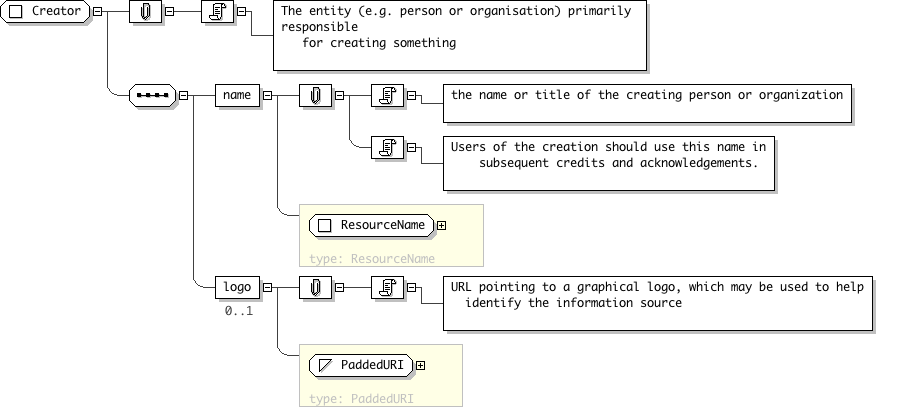 Creator
The entity (e.g. person or organisation) primarily
responsible
for creating something
name
the name or title of the creating person or organization
Users of the creation should use this name in
subsequent credits and acknowledgements.
ResourceName
type: ResourceName
logo
0..1
URL pointing to a graphical logo, which may be used to help
identify the information source
PaddedURI
type: PaddedURI